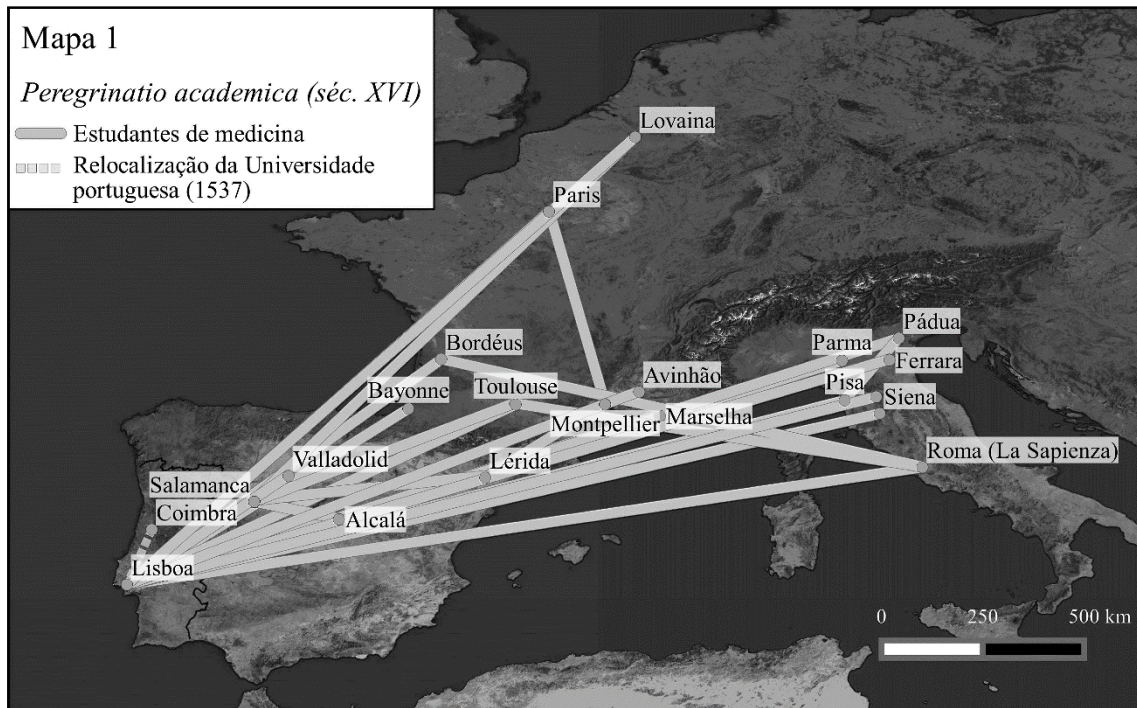 Mapa 1
Peregrinatio academica (séc. XVI)
Estudantes de medicina
Relocalização da Universidade
portuguesa (1537)
Lovaina
Paris
Bordéus
Bayonne
Toulouse
Avinhão
Montpellier
Marselha
Parma
Pádua
Ferrara
Pisa
Siena
Roma (La Sapienza)
Valladolid
Lérida
Salamanca
Coimbra
Alcalá
Lisboa
0 250 500 km